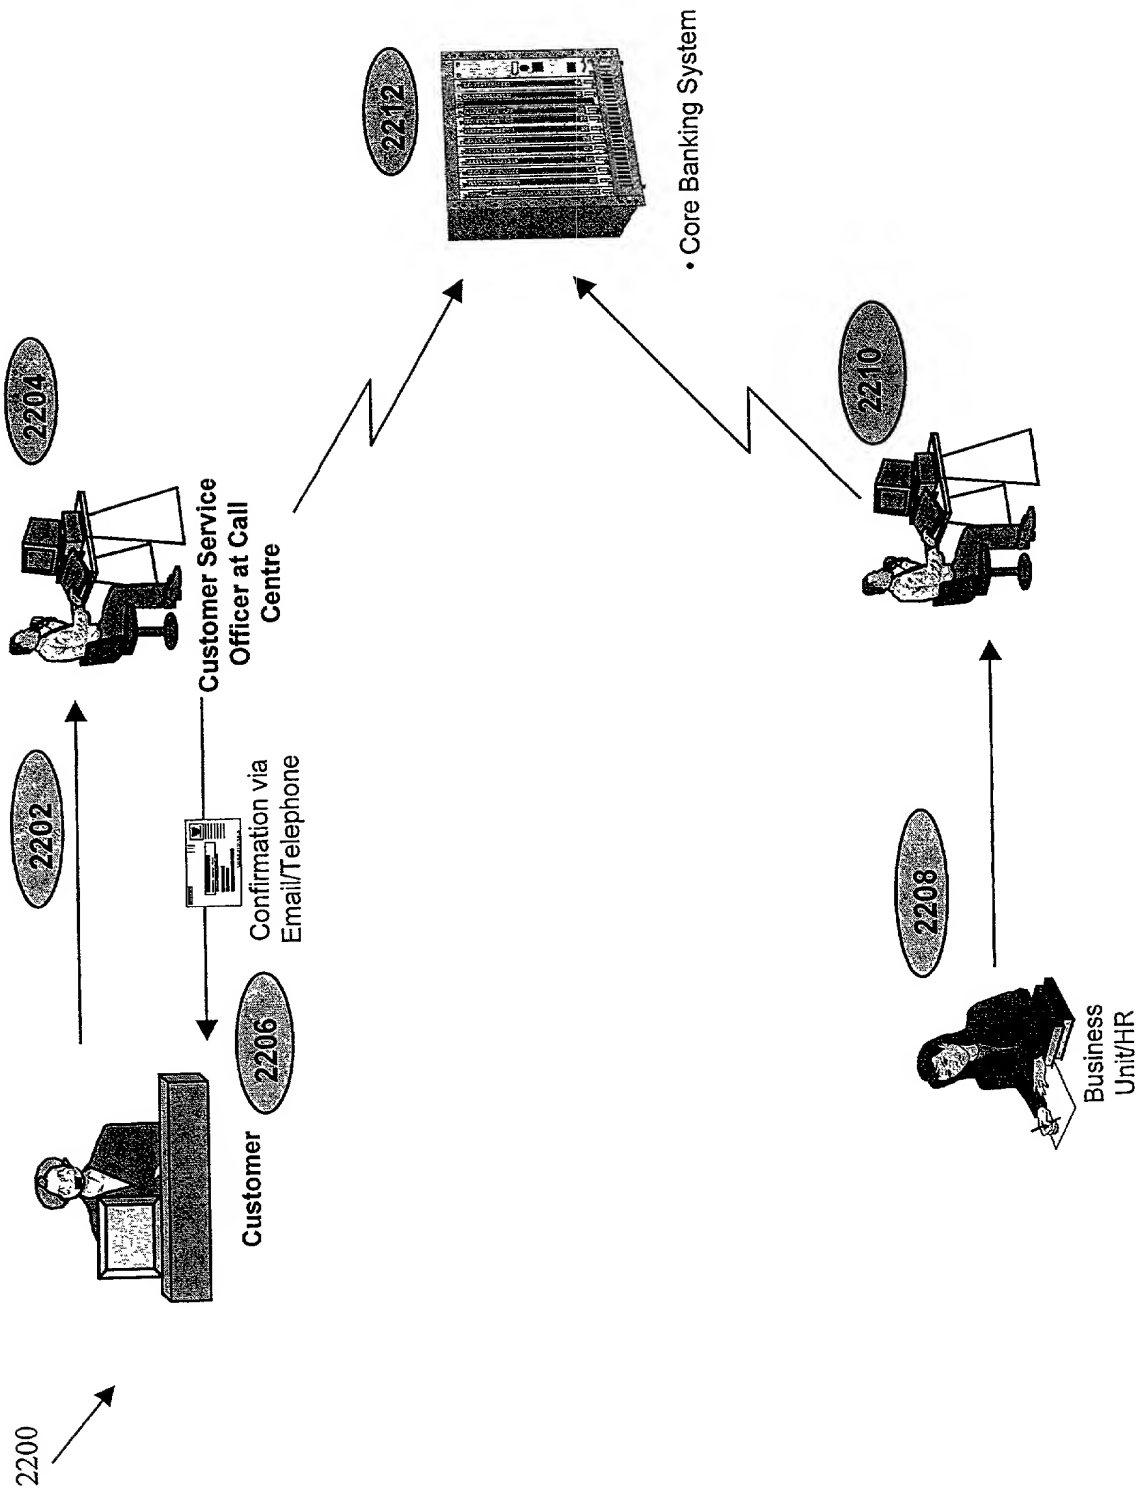 2200
2202
2204
Customer Service
Officer at Call
Centre
Confirmation via
Email/Telephone
2206
Customer
2212
• Core Banking System
2208
Business
Unit/HR
2210